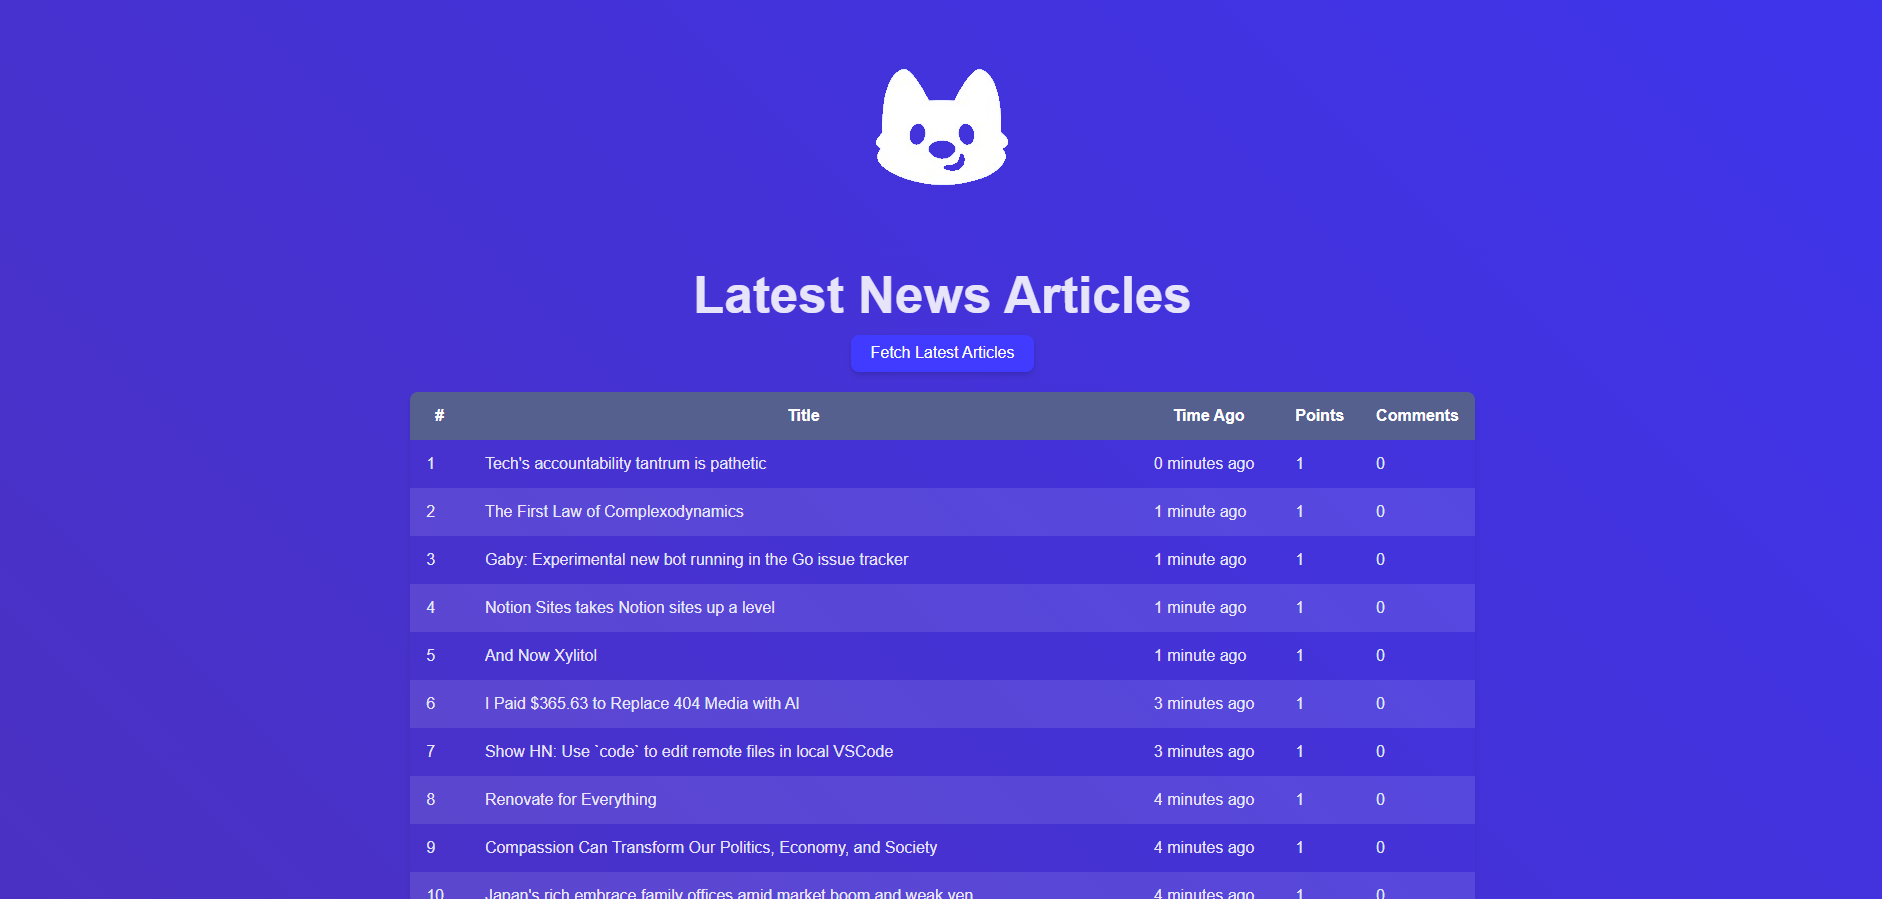 Latest News Articles
Fetch Latest Articles
# Title Time Ago Points Comments
1 Tech's accountability tantrum is pathetic 0 minutes ago 1 0
2 The First Law of Complexodynamics 1 minute ago 1 0
3 Gaby: Experimental new bot running in the Go issue tracker 1 minute ago 1 0
4 Notion Sites takes Notion sites up a level 1 minute ago 1 0
5 And Now Xylitol 1 minute ago 1 0
6 I Paid $365.63 to Replace 404 Media with AI 3 minutes ago 1 0
7 Show HN: Use `code` to edit remote files in local VSCode 3 minutes ago 1 0
8 Renovate for Everything 4 minutes ago 1 0
9 Compassion Can Transform Our Politics, Economy, and Society 4 minutes ago 1 0
10 Japan's rich embrace family offices amid market boom and weak yen 4 minutes ago 1 0